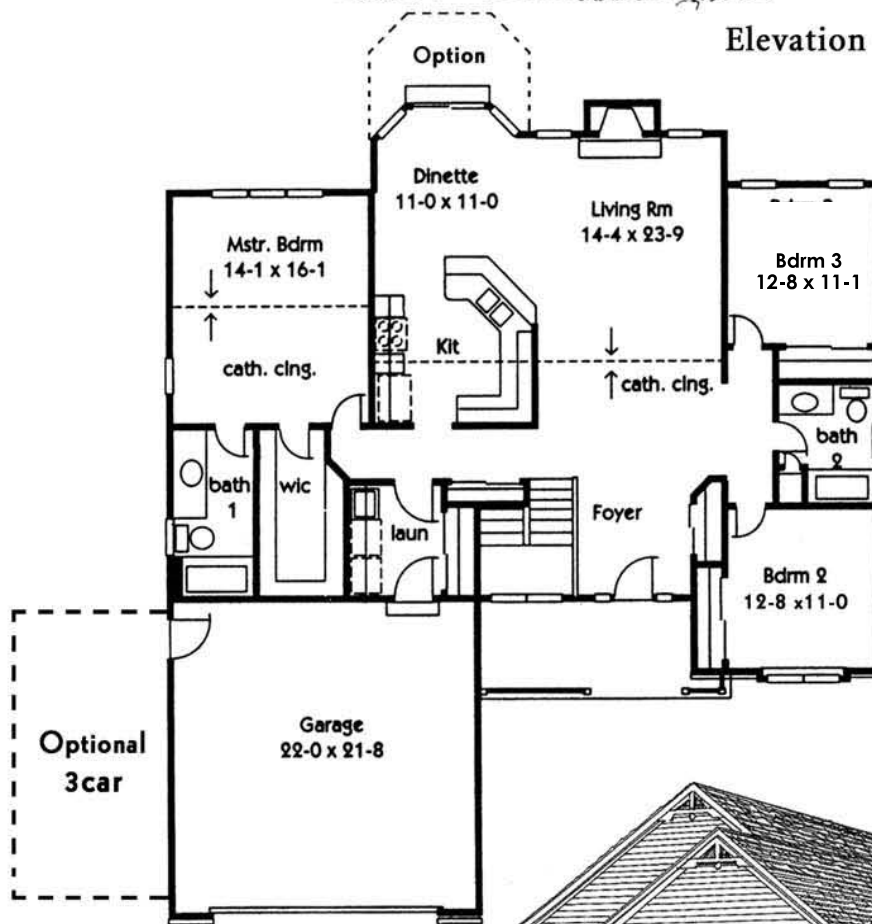 Elevation
Option
Dinette
11-0 x 11-0
Living Rm
14-4 x 23-9
Mstr. Bdrm
14-1 x 16-1
Bdrm 3
12-8 x 11-1
Kit
cath. clng.
cath. clng.
bath
2
bath
1
wic
laun
Foyer
Bdrm 2
12-8 x11-0
Garage
22-0 x 21-8
Optional
3car